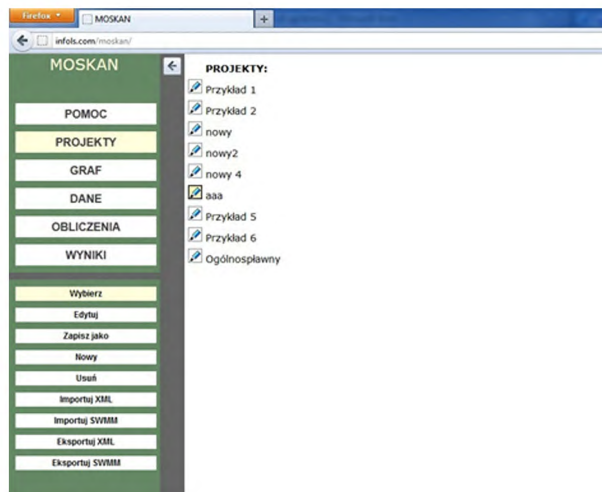 Firefox
MOSKAN
+
infols.com/moskan/
MOSKAN
POMOC
PROJEKTY
GRAF
DANE
OBLICZENIA
WYNIKI
Wybierz
Edytuj
Zapisz jako
Nowy
Usuń
Importuj XML
Importuj SWMM
Eksportuj XML
Eksportuj SWMM
PROJEKTY:
Przykład 1
Przykład 2
nowy
nowy2
nowy 4
aaa
Przykład 5
Przykład 6
Ogólnospławny